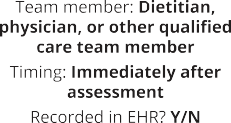 Team member: Dietitian,
physician, or other qualified
care team member
Timing: Immediately after
assessment
Recorded in EHR? Y/N